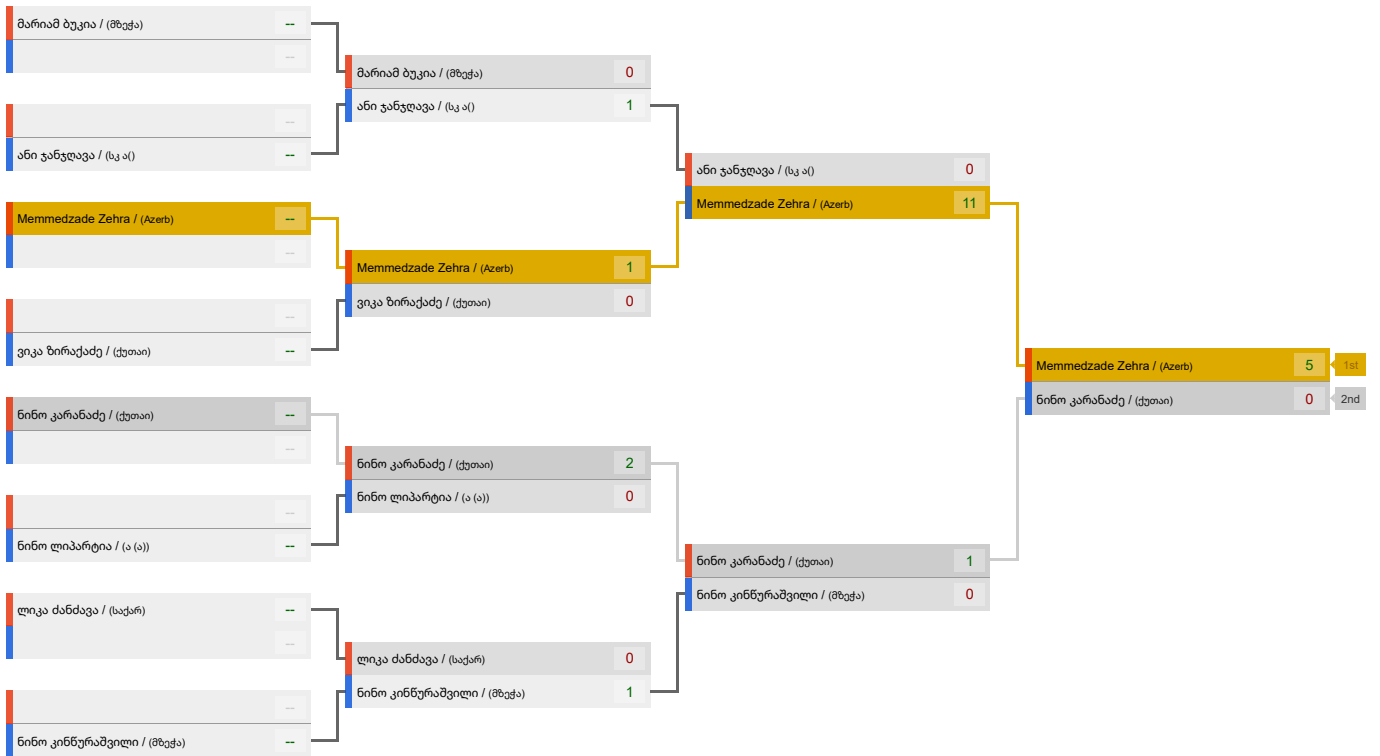 მარიამ ბუკია / (მზეჭა) --
--
--
ანი ჯანჯღავა / (სკ ა() --
Memmedzade Zehra / (Azerb) --
--
--
ვიკა ზირაქაძე / (ქუთაი) --
ნინო კარანაძე / (ქუთაი) --
--
--
ნინო ლიპარტია / (ა (ა)) --
ლიკა ძანძავა / (საქარ) --
--
--
ნინო კინწურაშვილი / (მზეჭა) --
მარიამ ბუკია / (მზეჭა) 0
ანი ჯანჯღავა / (სკ ა() 1
Memmedzade Zehra / (Azerb) 1
ვიკა ზირაქაძე / (ქუთაი) 0
ნინო კარანაძე / (ქუთაი) 2
ნინო ლიპარტია / (ა (ა)) 0
ლიკა ძანძავა / (საქარ) 0
ნინო კინწურაშვილი / (მზეჭა) 1
ანი ჯანჯღავა / (სკ ა() 0
Memmedzade Zehra / (Azerb) 11
ნინო კარანაძე / (ქუთაი) 1
ნინო კინწურაშვილი / (მზეჭა) 0
Memmedzade Zehra / (Azerb) 5 1st
ნინო კარანაძე / (ქუთაი) 0 2nd